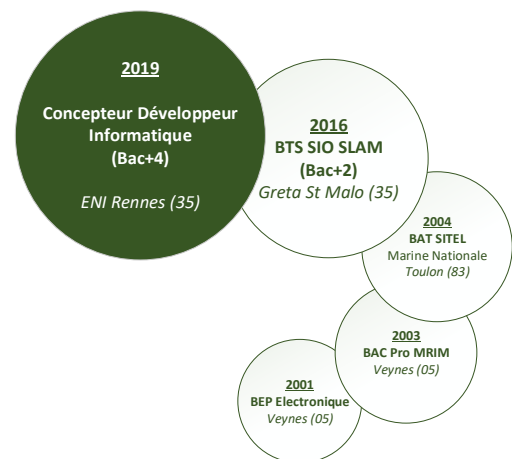 2019
Concepteur Développeur
Informatique
(Bac+4)
ENI Rennes (35)
2016
BTS SIO SLAM
(Bac+2)
Greta St Malo (35)
2004
BAT SITEL
Marine Nationale
Toulon (83)
2003
BAC Pro MRIM
Veynes (05)
2001
BEP Electronique
Veynes (05)